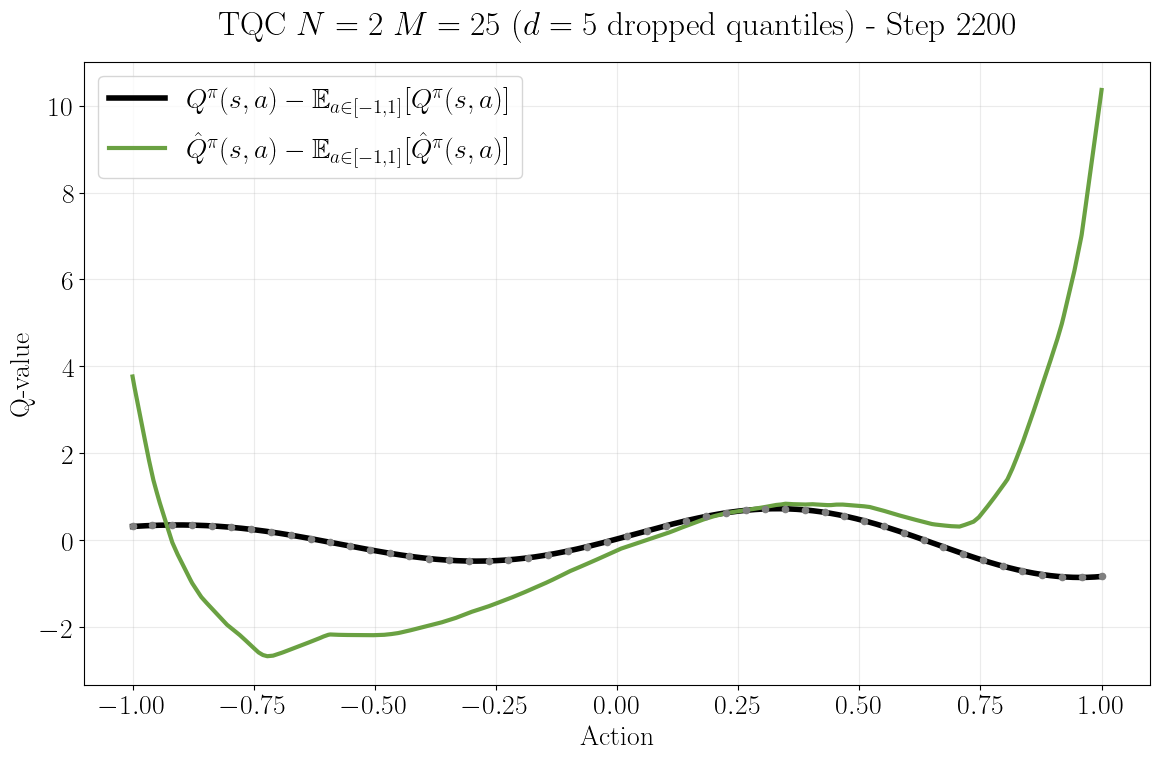 TQC N = 2 M = 25 (d = 5 dropped quantiles) - Step 2200
Q^π(s, a) − 𝔼_{a∈[−1,1]}[Q^π(s, a)]
Q̂^π(s, a) − 𝔼_{a∈[−1,1]}[Q̂^π(s, a)]
10
8
6
4
2
0
−2
Q-value
−1.00 −0.75 −0.50 −0.25 0.00 0.25 0.50 0.75 1.00
Action